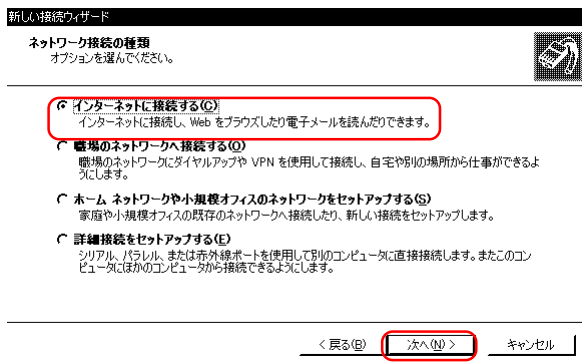 新しい接続ウィザード
ネットワーク接続の種類
オプションを選んでください。
インターネットに接続する(C)
インターネットに接続し、Web をブラウズしたり電子メールを読んだりできます。
職場のネットワークへ接続する(O)
職場のネットワークにダイヤルアップや VPN を使用して接続し、自宅や別の場所から仕事ができるよ
うにします。
ホーム ネットワークや小規模オフィスのネットワークをセットアップする(S)
家庭や小規模オフィスの既存のネットワークへ接続したり、新しい接続をセットアップします。
詳細接続をセットアップする(E)
シリアル、パラレル、または赤外線ポートを使用して別のコンピュータに直接接続します。またこのコン
ピュータにほかのコンピュータから接続できるようにします。
< 戻る(B) 次へ(N) > キャンセル